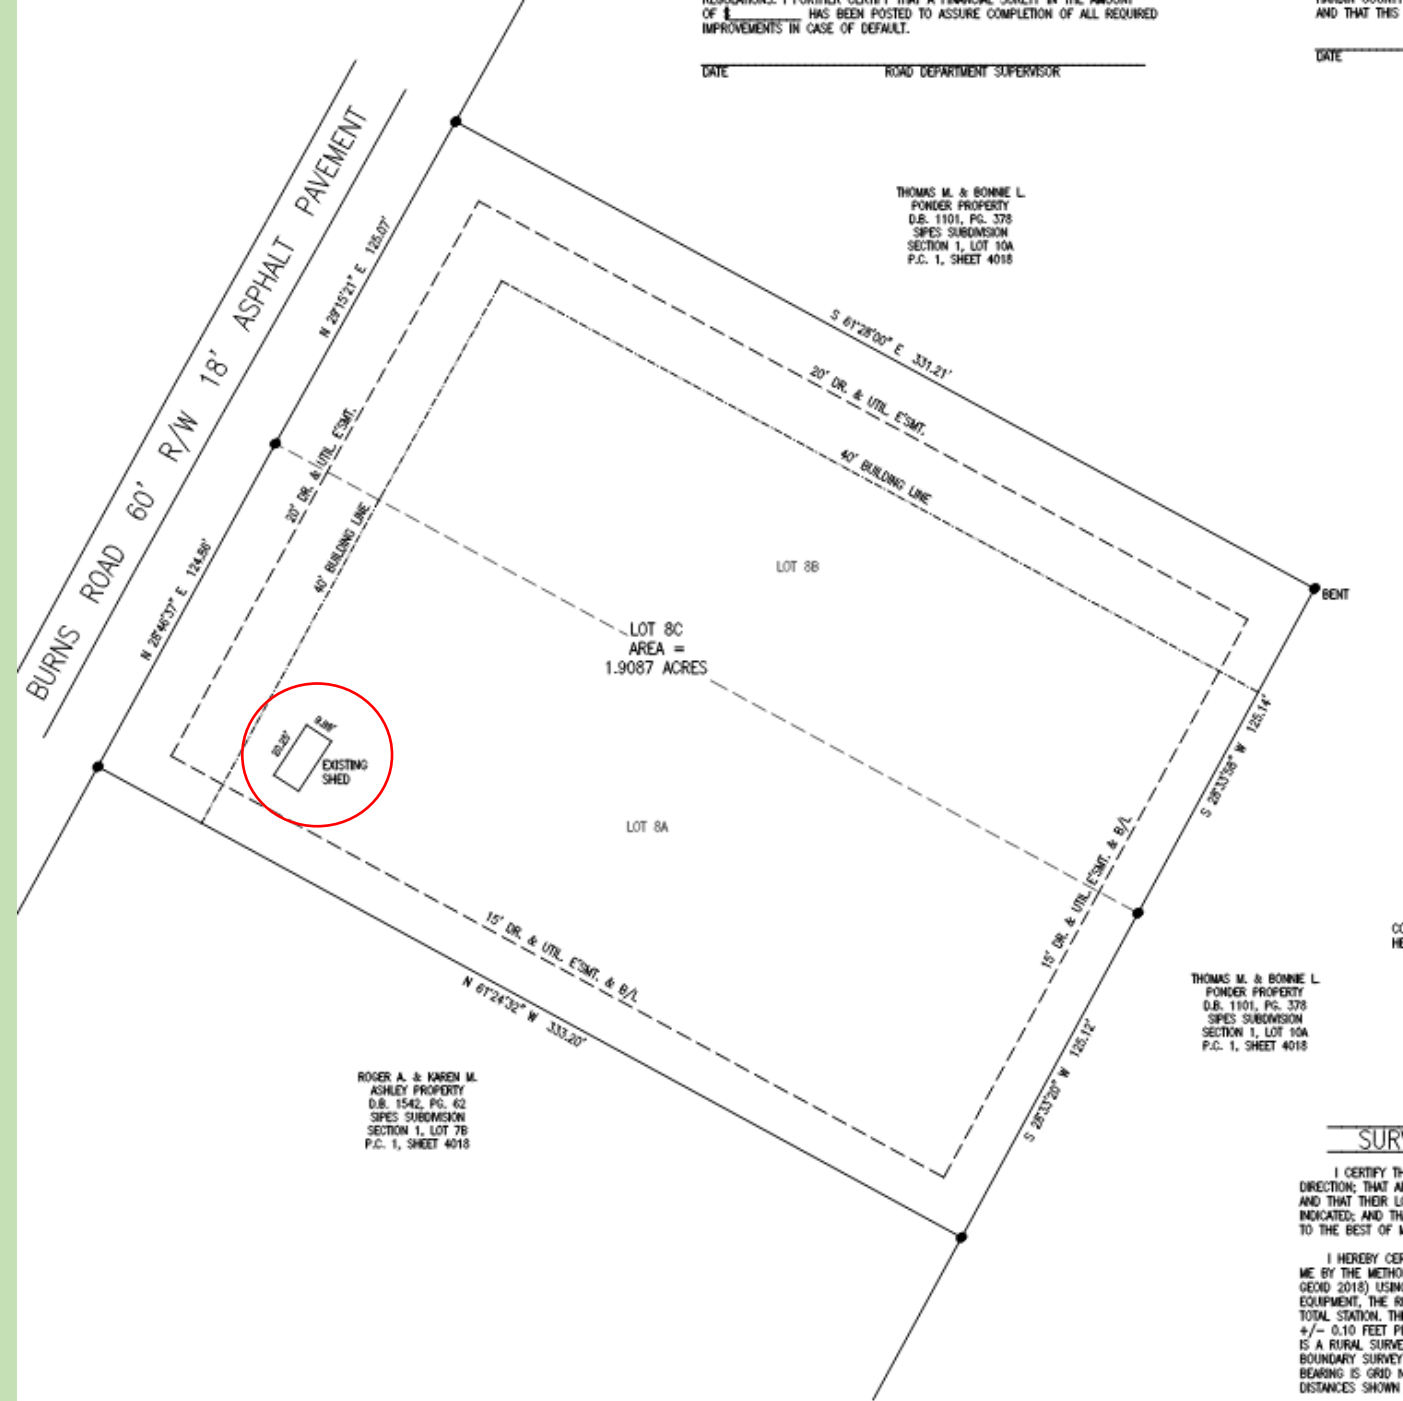 OF $ HAS BEEN POSTED TO ASSURE COMPLETION OF ALL REQUIRED
IMPROVEMENTS IN CASE OF DEFAULT.
DATE ROAD DEPARTMENT SUPERVISOR
AND THAT THIS
DATE
BURNS ROAD 60' R/W 18' ASPHALT PAVEMENT
THOMAS M. & BONNIE L.
PONDER PROPERTY
D.B. 1101, PG. 378
SIPES SUBDIVISION
SECTION 1, LOT 10A
P.C. 1, SHEET 4018
N 29°15'21" E 125.07'
S 61°28'00" E 331.21'
20' DR. & UTIL. E'SMT.
40' BUILDING LINE
20' DR. & UTIL. E'SMT.
40' BUILDING LINE
N 28°46'37" E 124.86'
LOT 8B
BENT
LOT 8C
AREA =
1.9087 ACRES
S 28°33'58" W 125.14'
9.89'
20.25'
EXISTING
SHED
LOT 8A
15' DR. & UTIL. E'SMT. & B/L
15' DR. & UTIL. E'SMT. & B/L
N 61°24'32" W 333.20'
S 28°33'20" W 125.12'
THOMAS M. & BONNIE L.
PONDER PROPERTY
D.B. 1101, PG. 378
SIPES SUBDIVISION
SECTION 1, LOT 10A
P.C. 1, SHEET 4018
ROGER A. & KAREN M.
ASHLEY PROPERTY
D.B. 1542, PG. 62
SIPES SUBDIVISION
SECTION 1, LOT 7B
P.C. 1, SHEET 4018
SUR
I CERTIFY TH
DIRECTION; THAT A
AND THAT THEIR L
INDICATED; AND TH
TO THE BEST OF
I HEREBY CER
ME BY THE METHO
GEOID 2018) USIN
EQUIPMENT, THE R
TOTAL STATION. TH
+/- 0.10 FEET P
IS A RURAL SURVE
BOUNDARY SURVEY
BEARING IS GRID
DISTANCES SHOWN